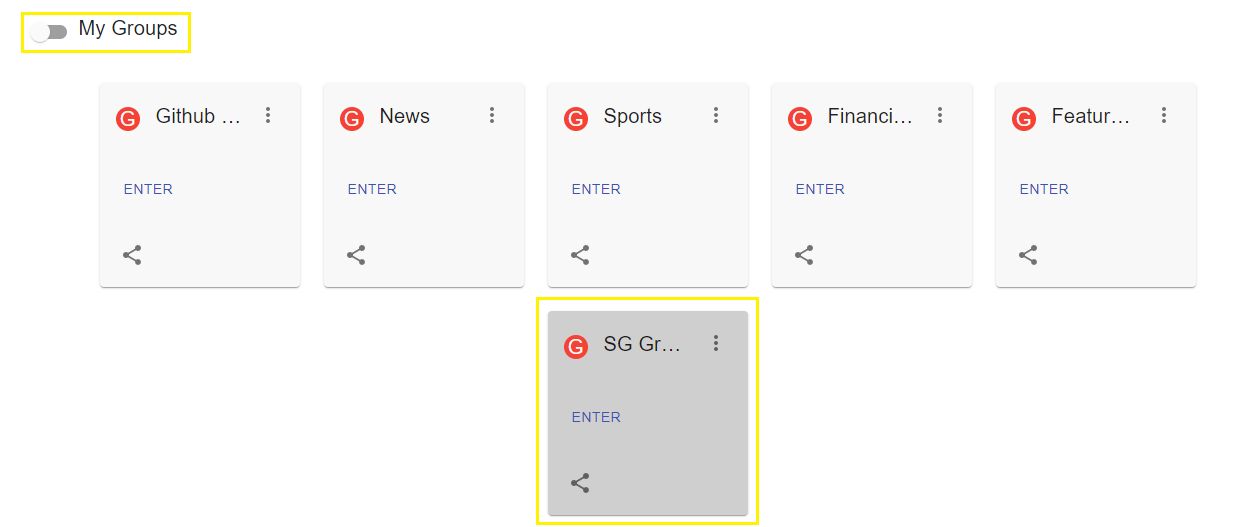 My Groups
G Github ...
G News
G Sports
G Financi...
G Featur...
ENTER
ENTER
ENTER
ENTER
ENTER
G SG Gr...
ENTER